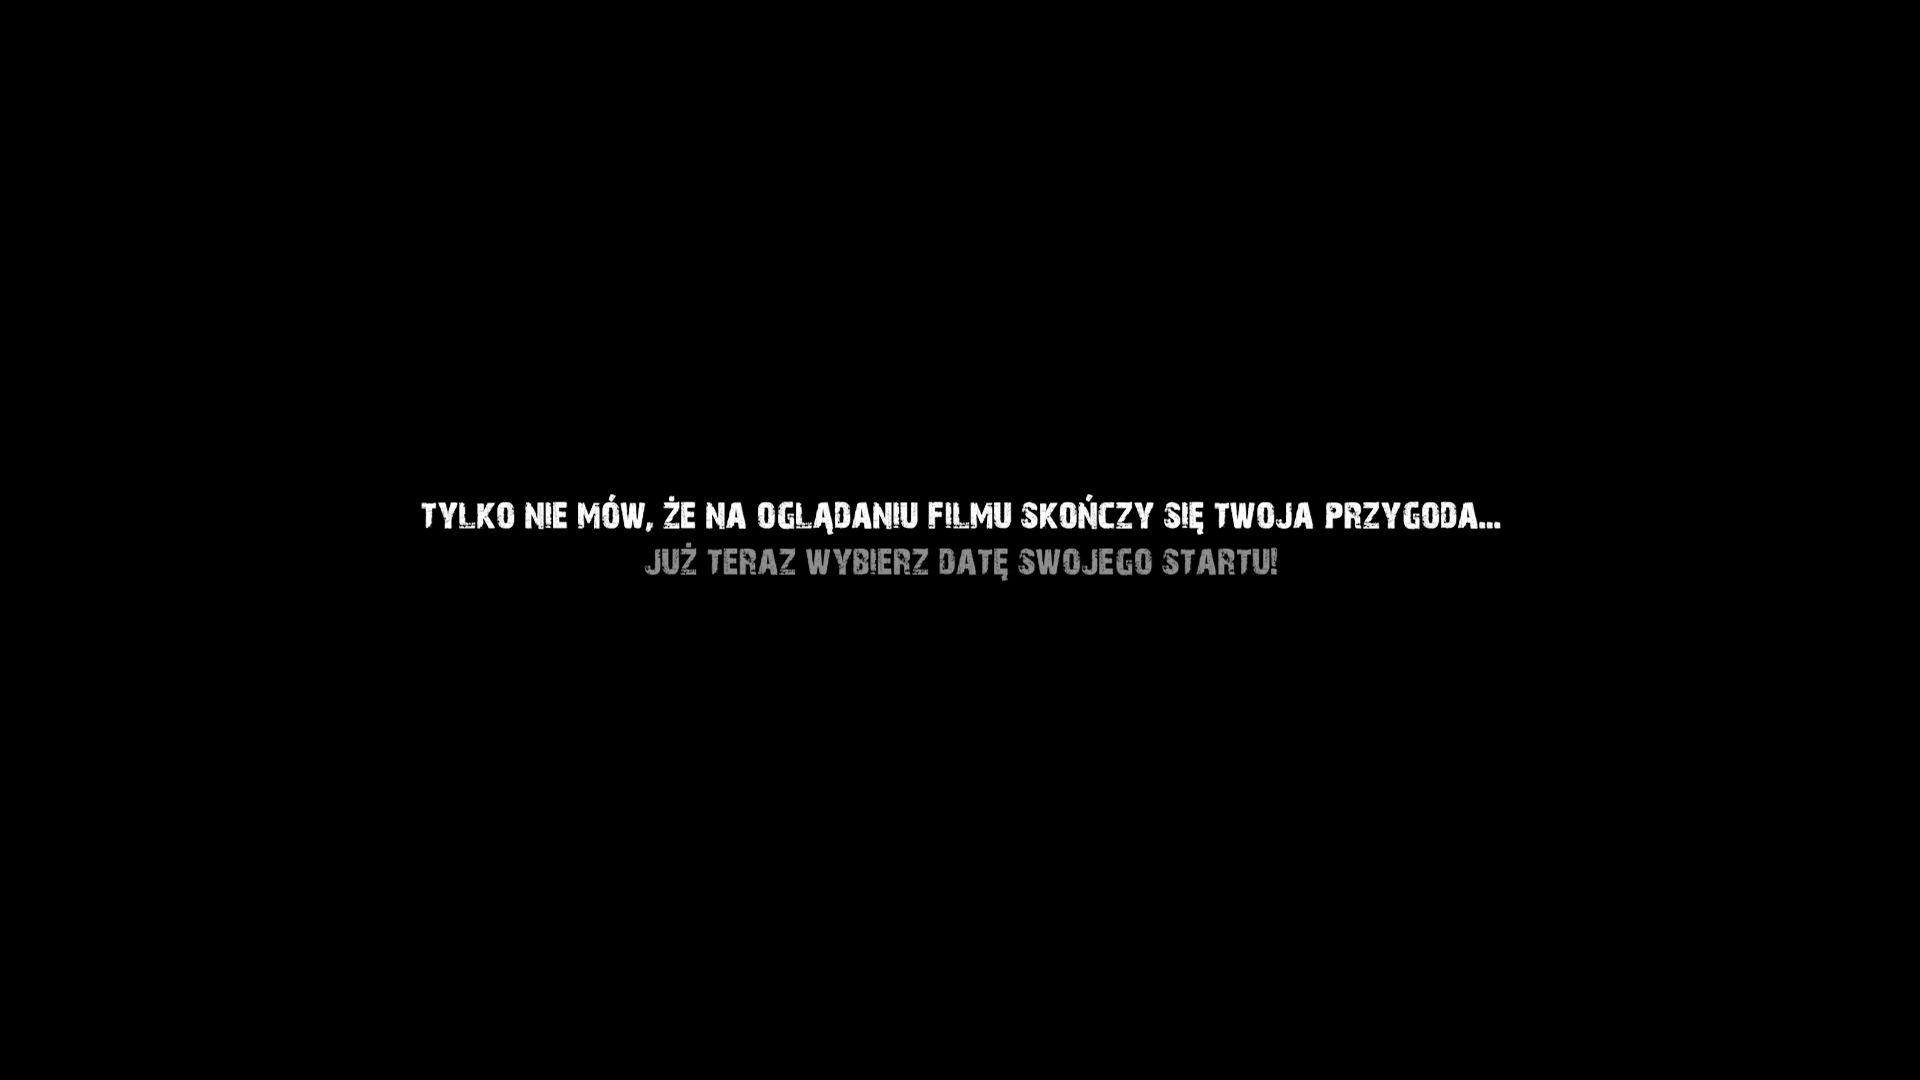 TYLKO NIE MÓW, ŻE NA OGLĄDANIU FILMU SKOŃCZY SIĘ TWOJA PRZYGODA...
JUŻ TERAZ WYBIERZ DATĘ SWOJEGO STARTU!